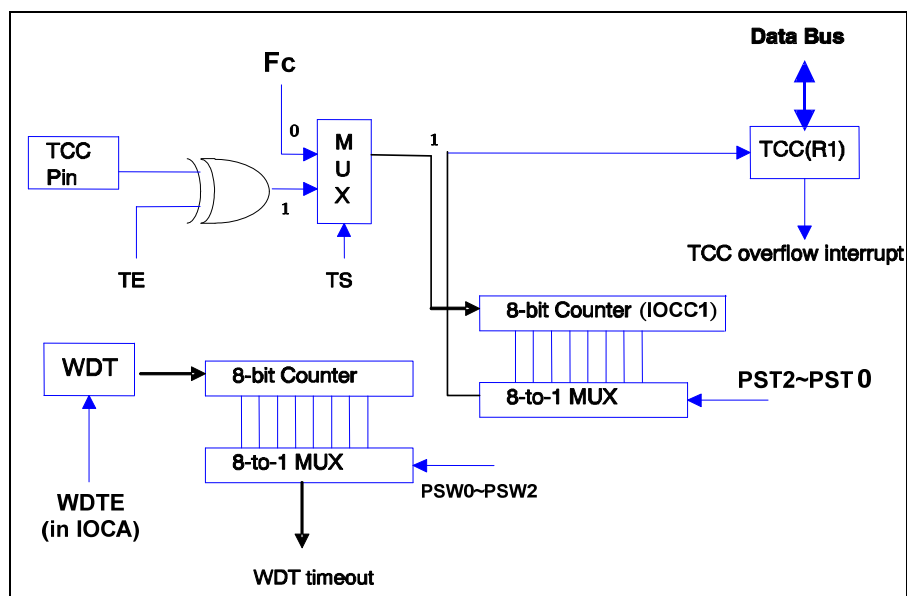 Data Bus
Fc
0
1
TCC
Pin
M
U
X
TCC(R1)
1
TE
TS
TCC overflow interrupt
8-bit Counter (IOCC1)
WDT
8-bit Counter
PST2~PST0
8-to-1 MUX
8-to-1 MUX
PSW0~PSW2
WDTE
(in IOCA)
WDT timeout